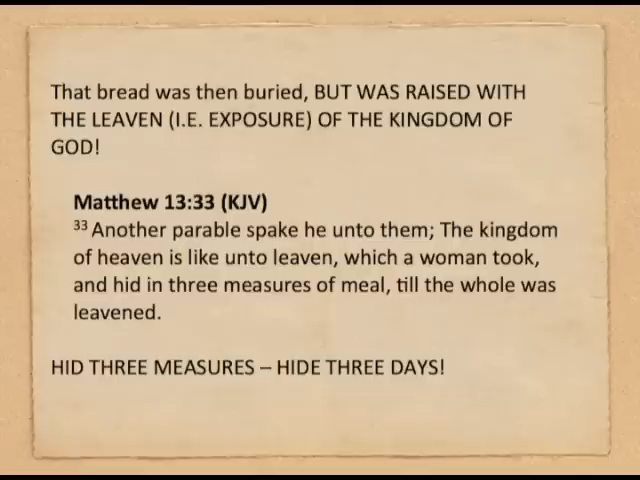 That bread was then buried, BUT WAS RAISED WITH
THE LEAVEN (I.E. EXPOSURE) OF THE KINGDOM OF
GOD!
Matthew 13:33 (KJV)
33 Another parable spake he unto them; The kingdom
of heaven is like unto leaven, which a woman took,
and hid in three measures of meal, till the whole was
leavened.
HID THREE MEASURES – HIDE THREE DAYS!